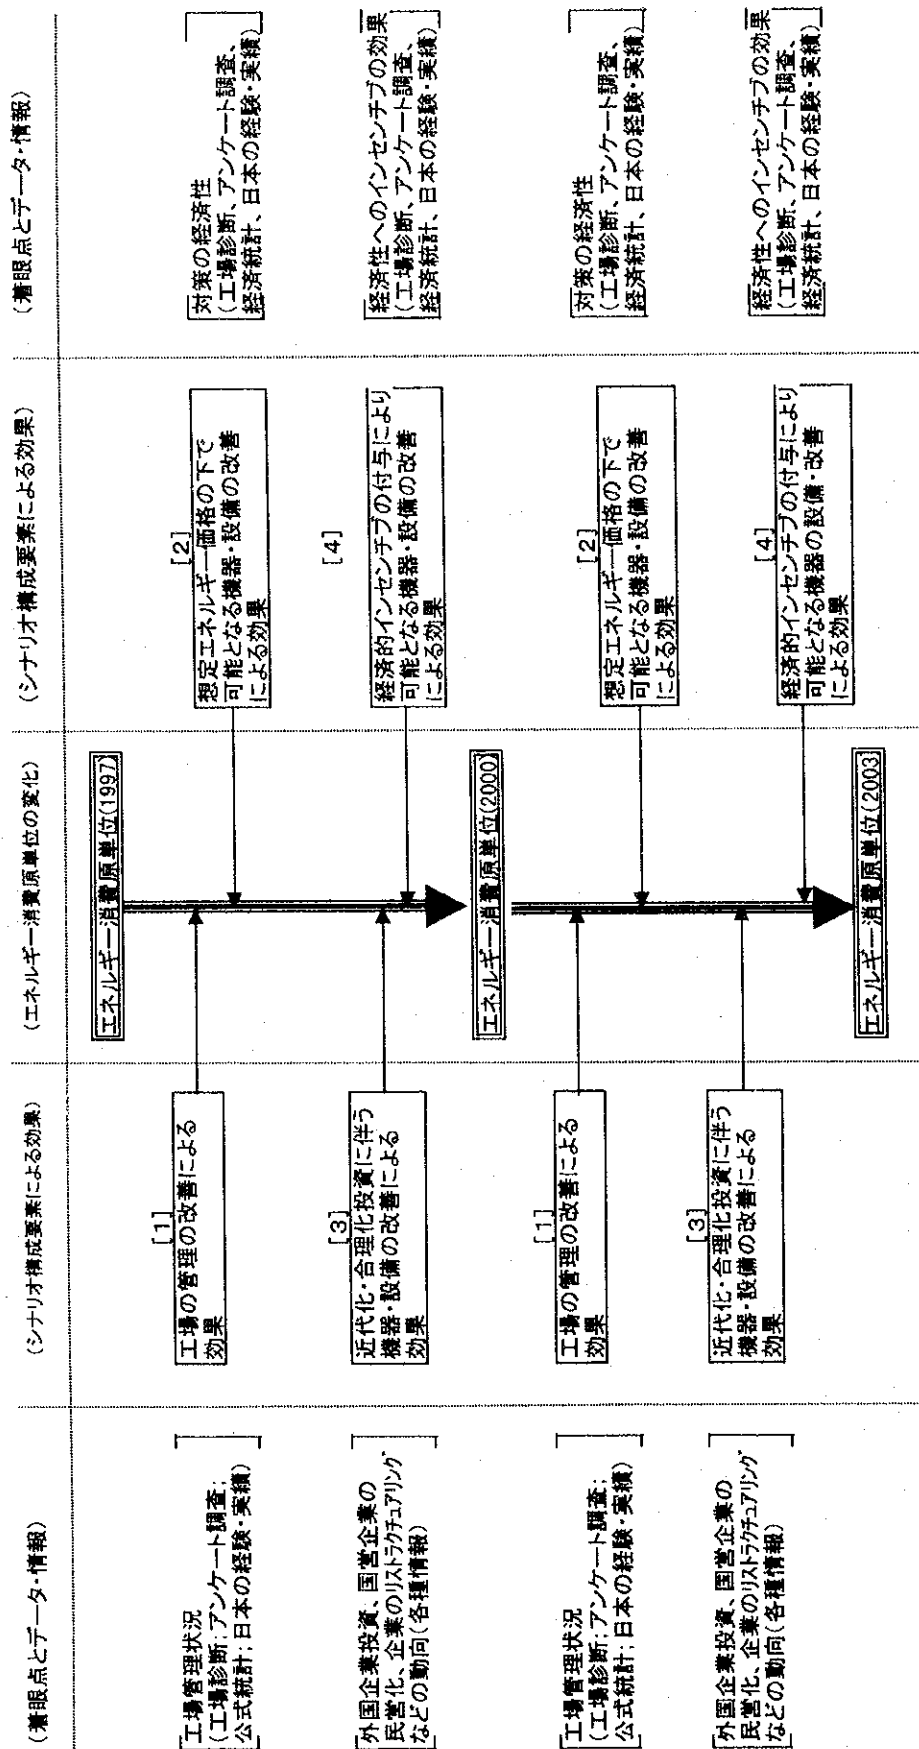 (着眼点とデータ・情報)
(シナリオ構成要素による効果)
(エネルギー消費原単位の変化)
(シナリオ構成要素による効果)
(着眼点とデータ・情報)
エネルギー消費原単位(1997)
工場管理状況
(工場診断;アンケート調査;
公式統計;日本の経験・実績)
[1]
工場の管理の改善による
効果
[2]
想定エネルギー価格の下で
可能となる機器・設備の改善
による効果
対策の経済性
(工場診断、アンケート調査、
経済統計、日本の経験・実績)
外国企業投資、国営企業の
民営化、企業のリストラクチュアリング
などの動向(各種情報)
[3]
近代化・合理化投資に伴う
機器・設備の改善による
効果
[4]
経済的インセンチブの付与により
可能となる機器・設備の改善
による効果
経済性へのインセンチブの効果
(工場診断、アンケート調査、
経済統計、日本の経験・実績)
エネルギー消費原単位(2000)
工場管理状況
(工場診断;アンケート調査;
公式統計;日本の経験・実績)
[1]
工場の管理の改善による
効果
[2]
想定エネルギー価格の下で
可能となる機器・設備の改善
による効果
対策の経済性
(工場診断、アンケート調査、
経済統計、日本の経験・実績)
外国企業投資、国営企業の
民営化、企業のリストラクチュアリング
などの動向(各種情報)
[3]
近代化・合理化投資に伴う
機器・設備の改善による
効果
[4]
経済的インセンチブの付与により
可能となる機器の設備・改善
による効果
経済性へのインセンチブの効果
(工場診断、アンケート調査、
経済統計、日本の経験・実績)
エネルギー消費原単位(2003)